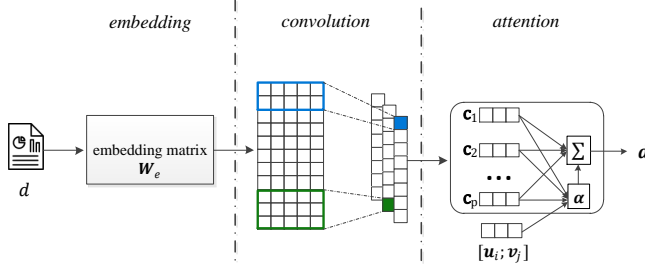 embedding convolution attention
d
embedding matrix
W_e
c_1
c_2
...
c_p
Σ
α
[u_i; v_j]